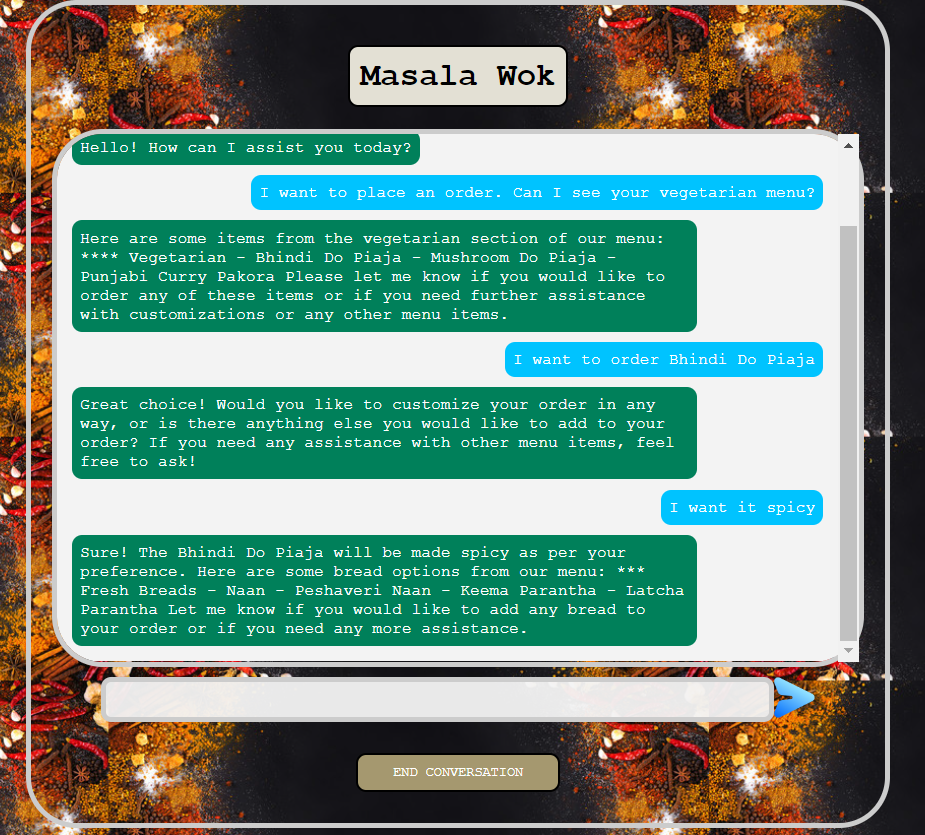 Masala Wok
Hello! How can I assist you today?
I want to place an order. Can I see your vegetarian menu?
Here are some items from the vegetarian section of our menu:
**** Vegetarian - Bhindi Do Piaja - Mushroom Do Piaja -
Punjabi Curry Pakora Please let me know if you would like to
order any of these items or if you need further assistance
with customizations or any other menu items.
I want to order Bhindi Do Piaja
Great choice! Would you like to customize your order in any
way, or is there anything else you would like to add to your
order? If you need any assistance with other menu items, feel
free to ask!
I want it spicy
Sure! The Bhindi Do Piaja will be made spicy as per your
preference. Here are some bread options from our menu: ***
Fresh Breads - Naan - Peshaveri Naan - Keema Parantha - Latcha
Parantha Let me know if you would like to add any bread to
your order or if you need any more assistance.
END CONVERSATION